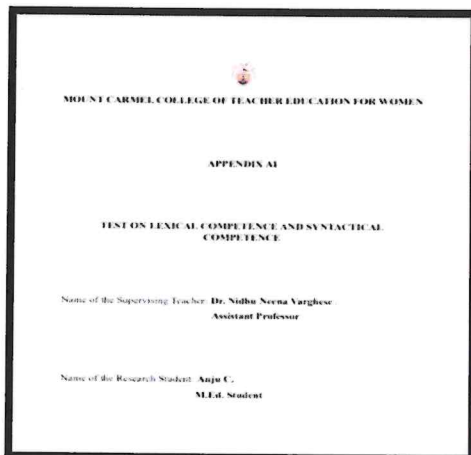 MOUNT CARMEL COLLEGE OF TEACHER EDUCATION FOR WOMEN
APPENDIX A1
TEST ON LEXICAL COMPETENCE AND SYNTACTICAL
COMPETENCE
Name of the Supervising Teacher: Dr. Nidhu Neena Varghese
Assistant Professor
Name of the Research Student: Anju C.
M.Ed. Student